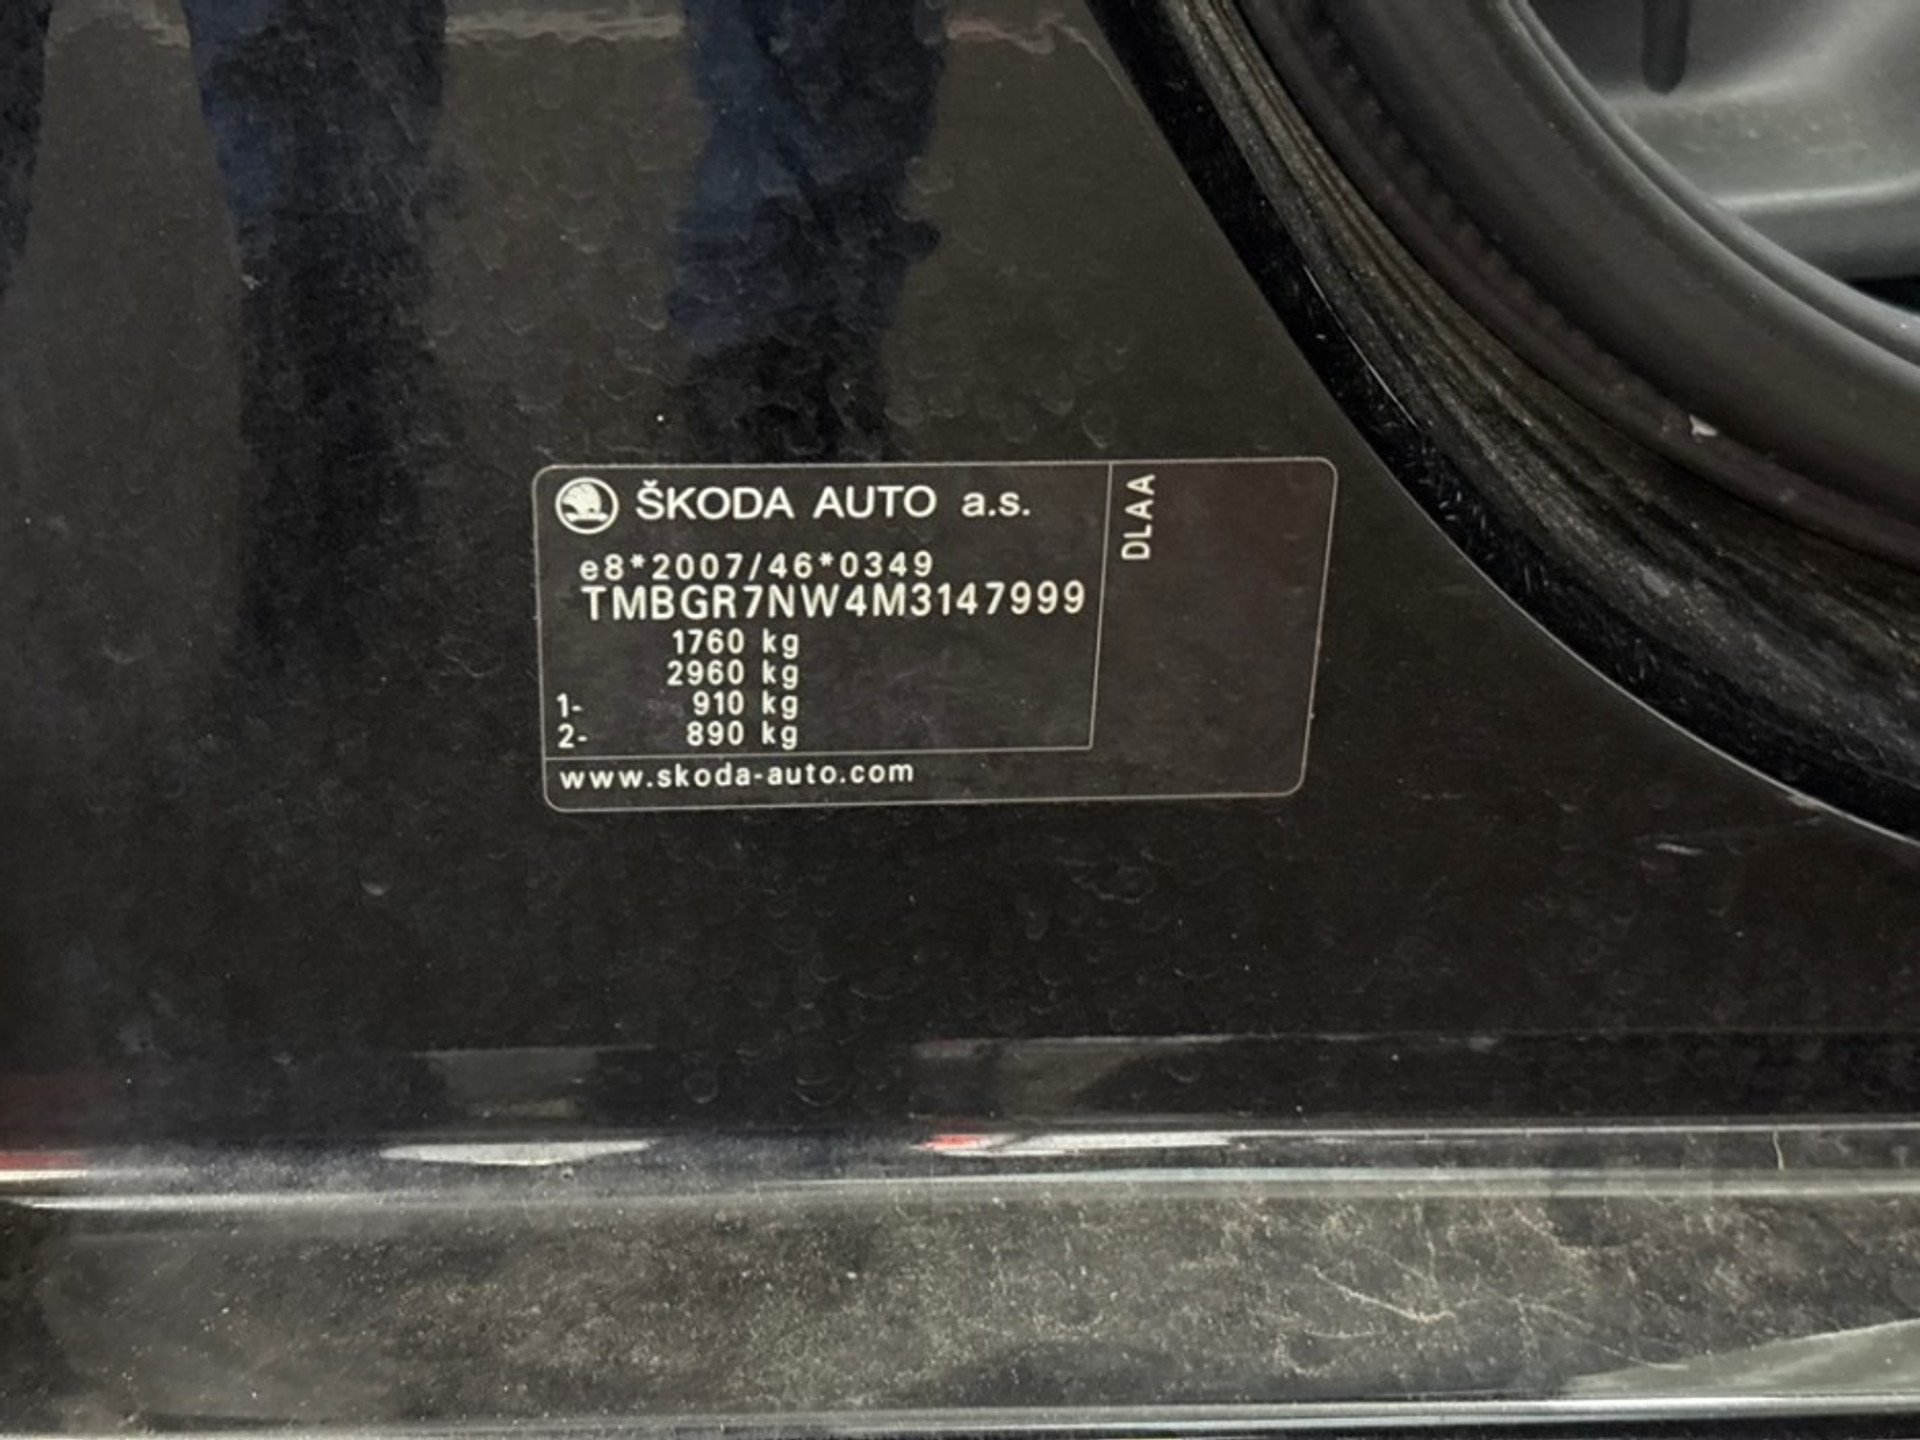 ŠKODA AUTO a.s.
e8*2007/46*0349
TMBGR7NW4M3147999
1760 kg
2960 kg
1- 910 kg
2- 890 kg
www.skoda-auto.com
DLAA